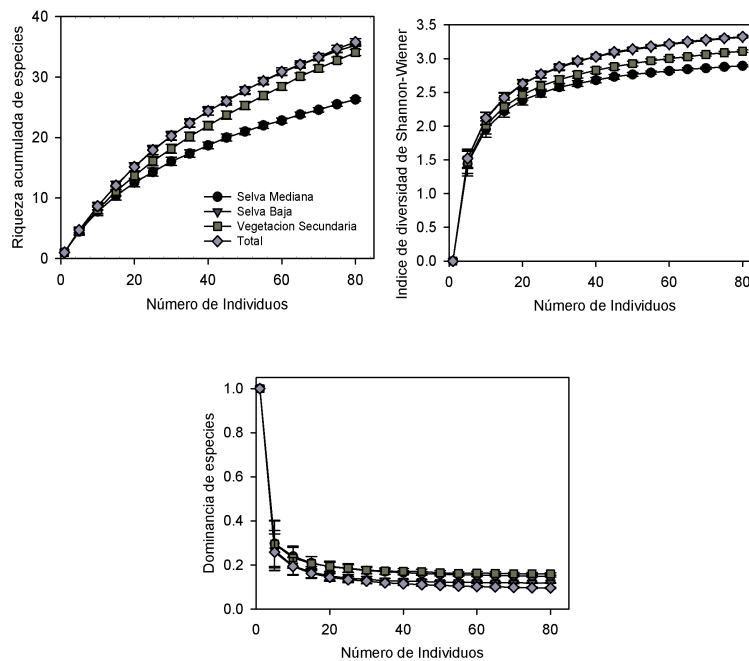 Riqueza acumulada de especies
40
30
20
10
0
0 20 40 60 80
Número de Individuos
Selva Mediana
Selva Baja
Vegetacion Secundaria
Total
Indice de diversidad de Shannon-Wiener
3.5
3.0
2.5
2.0
1.5
1.0
0.5
0.0
0 20 40 60 80
Número de Individuos
Dominancia de especies
1.0
0.8
0.6
0.4
0.2
0.0
0 20 40 60 80
Número de Individuos